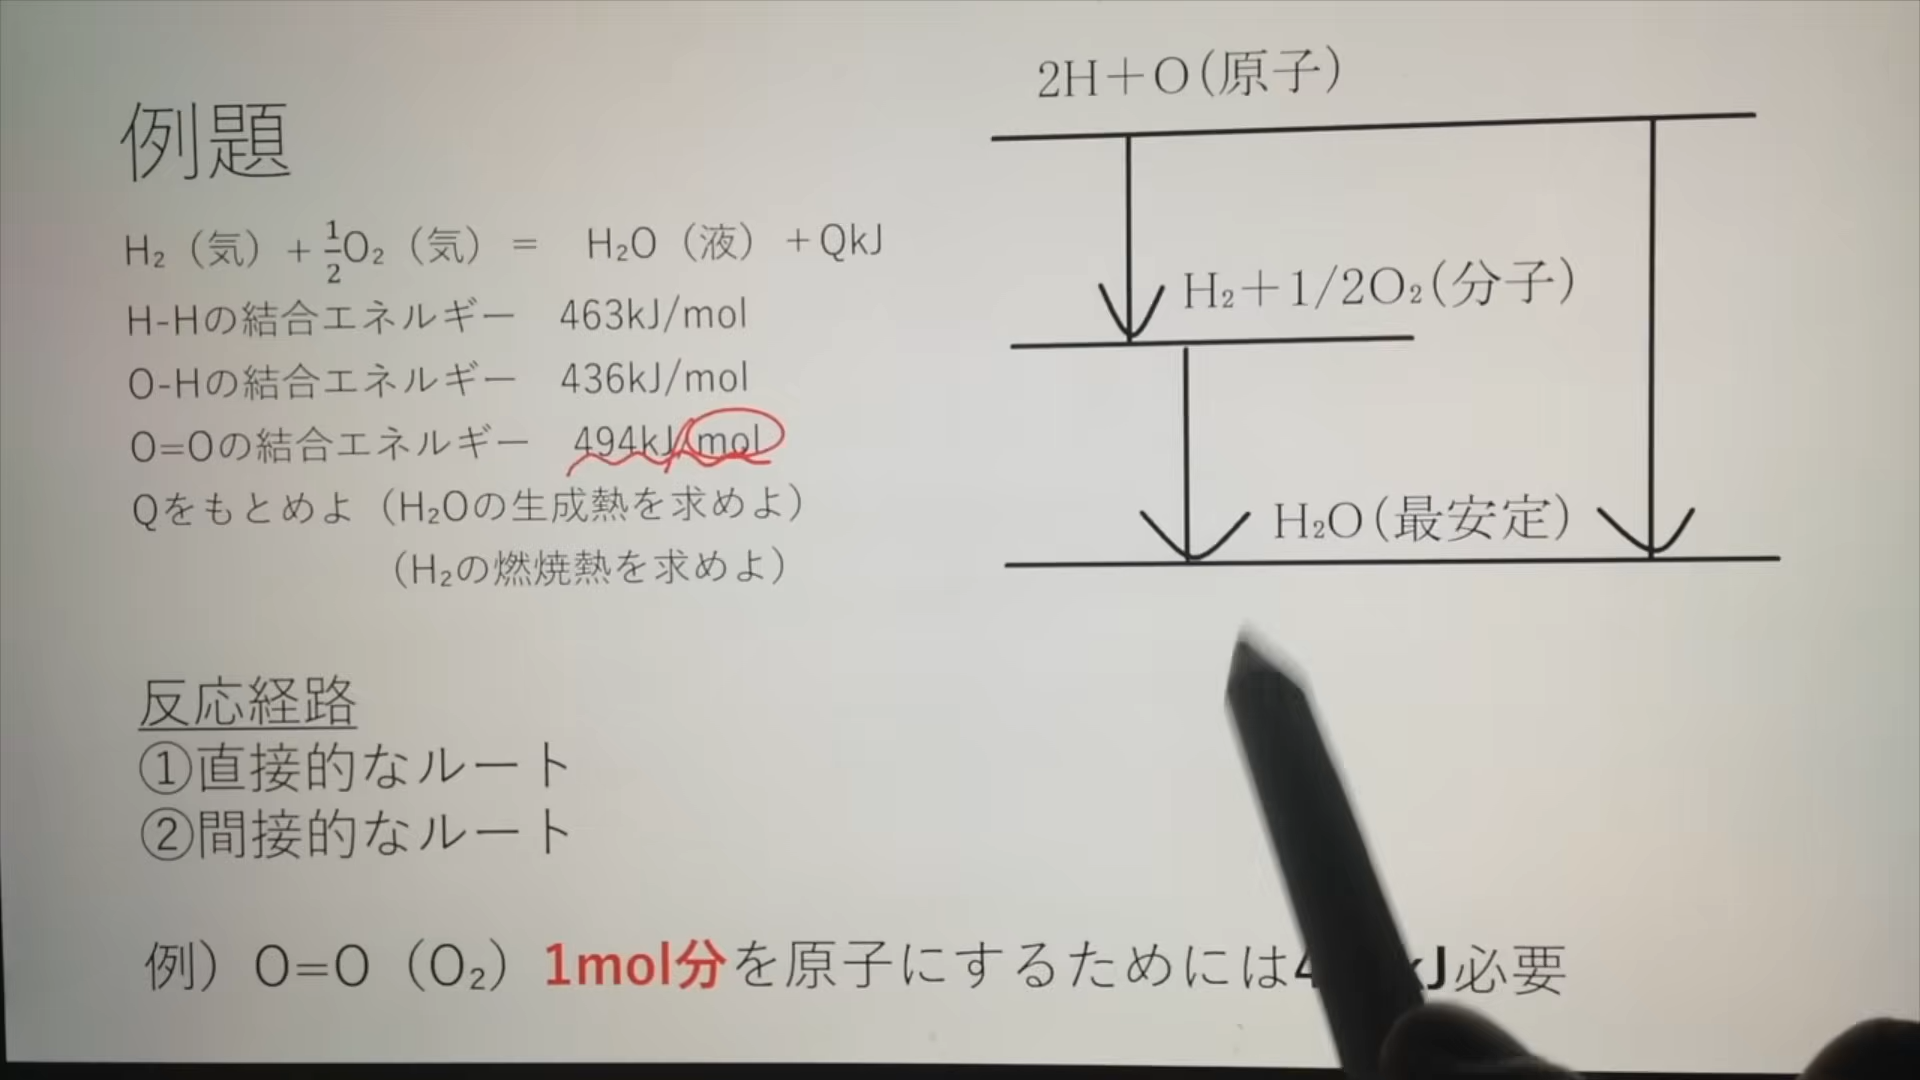 例題
H₂（気）+ 1/2 O₂（気）=　H₂O（液）+QkJ
H-Hの結合エネルギー　463kJ/mol
O-Hの結合エネルギー　436kJ/mol
O=Oの結合エネルギー　494kJ/mol
Qをもとめよ（H₂Oの生成熱を求めよ）
（H₂の燃焼熱を求めよ）
2H+O(原子)
H₂+1/2O₂(分子)
H₂O(最安定)
反応経路
①直接的なルート
②間接的なルート
例）O=O（O₂）1mol分を原子にするためには4 kJ必要